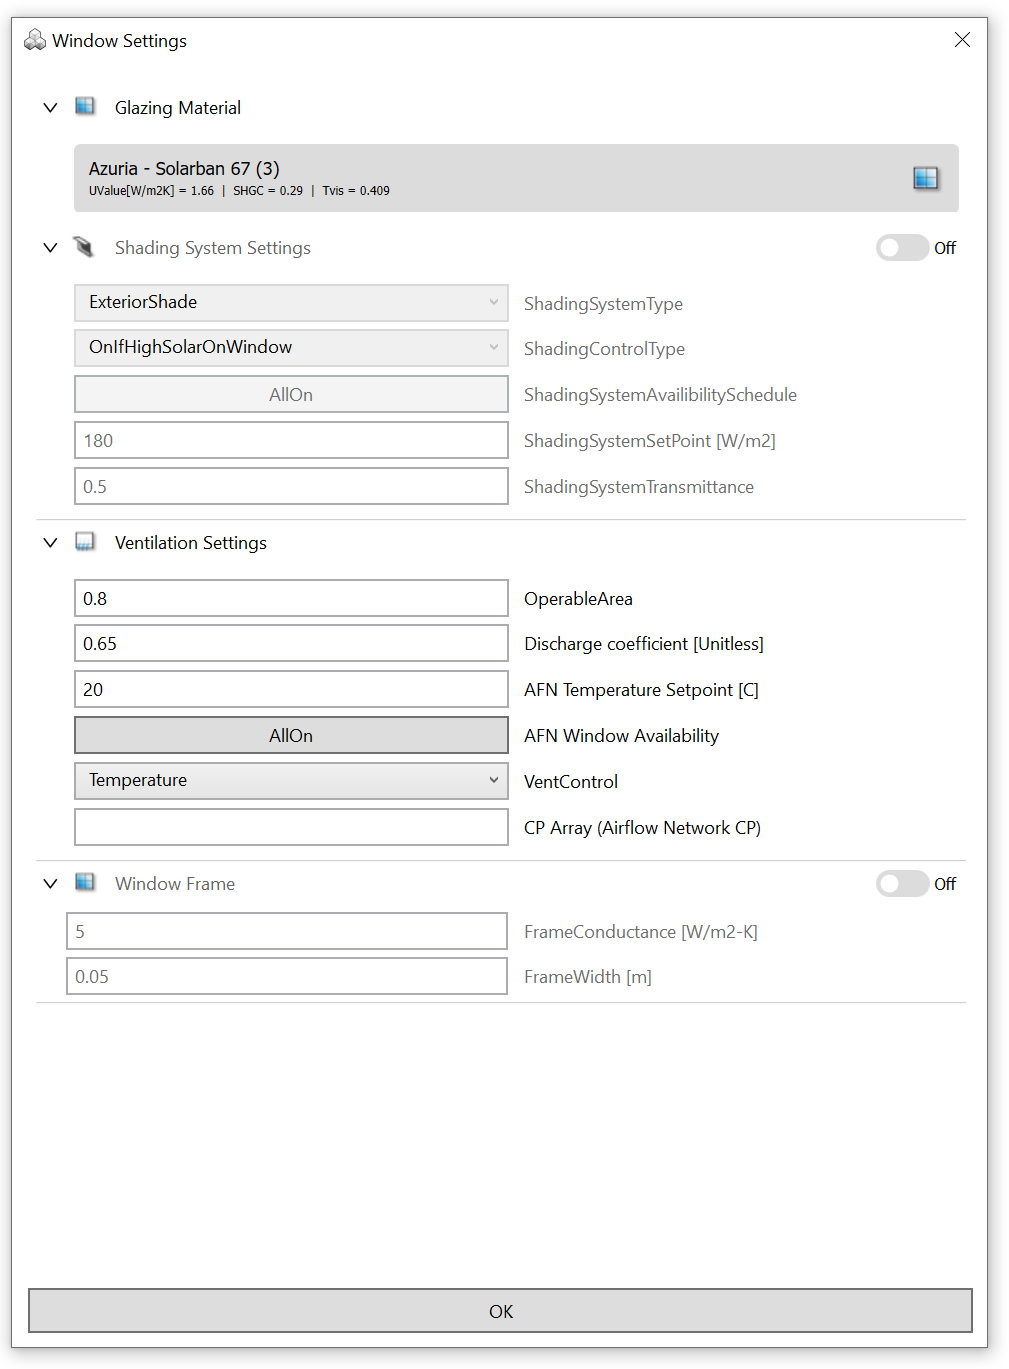 Window Settings
Glazing Material
Azuria - Solarban 67 (3)
UValue[W/m2K] = 1.66 | SHGC = 0.29 | Tvis = 0.409
Shading System Settings Off
ExteriorShade ShadingSystemType
OnIfHighSolarOnWindow ShadingControlType
AllOn ShadingSystemAvailibilitySchedule
180 ShadingSystemSetPoint [W/m2]
0.5 ShadingSystemTransmittance
Ventilation Settings
0.8 OperableArea
0.65 Discharge coefficient [Unitless]
20 AFN Temperature Setpoint [C]
AllOn AFN Window Availability
Temperature VentControl
CP Array (Airflow Network CP)
Window Frame Off
5 FrameConductance [W/m2-K]
0.05 FrameWidth [m]
OK